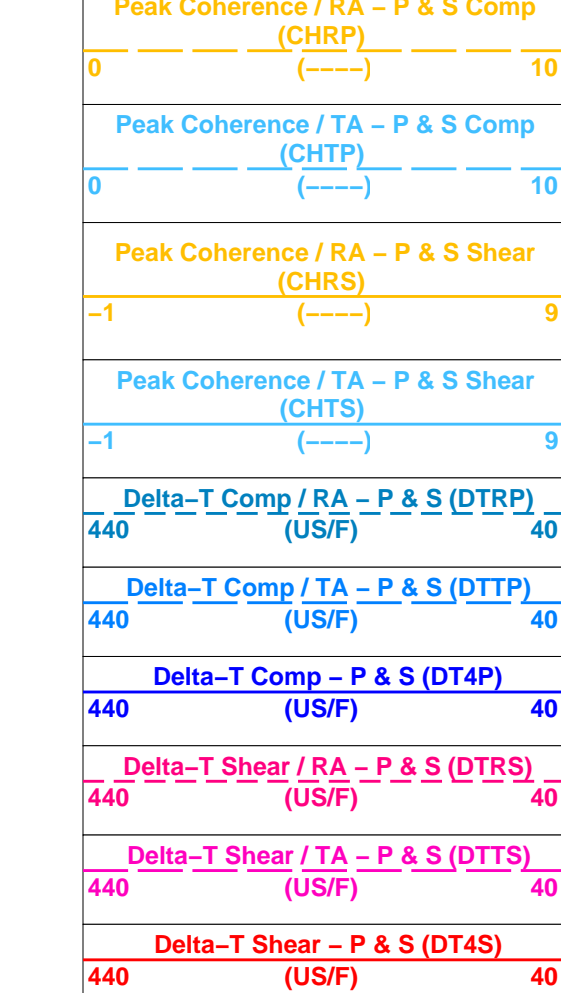 Peak Coherence / RA – P & S Comp
(CHRP)
0 (––––) 10
Peak Coherence / TA – P & S Comp
(CHTP)
0 (––––) 10
Peak Coherence / RA – P & S Shear
(CHRS)
–1 (––––) 9
Peak Coherence / TA – P & S Shear
(CHTS)
–1 (––––) 9
Delta–T Comp / RA – P & S (DTRP)
440 (US/F) 40
Delta–T Comp / TA – P & S (DTTP)
440 (US/F) 40
Delta–T Comp – P & S (DT4P)
440 (US/F) 40
Delta–T Shear / RA – P & S (DTRS)
440 (US/F) 40
Delta–T Shear / TA – P & S (DTTS)
440 (US/F) 40
Delta–T Shear – P & S (DT4S)
440 (US/F) 40